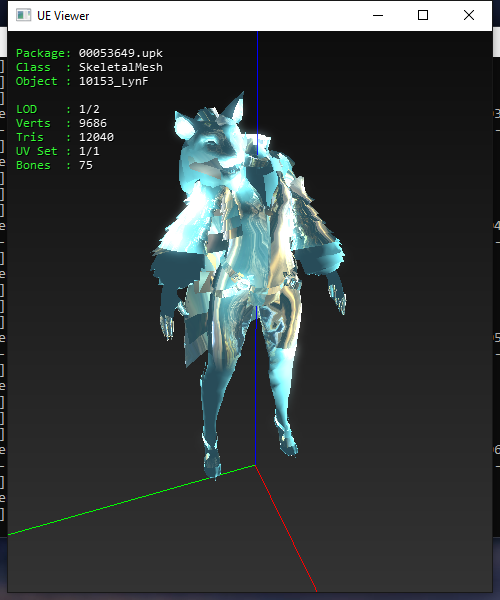 UE Viewer
Package: 00053649.upk
Class  : SkeletalMesh
Object : 10153_LynF
LOD    : 1/2
Verts  : 9686
Tris   : 12040
UV Set : 1/1
Bones  : 75